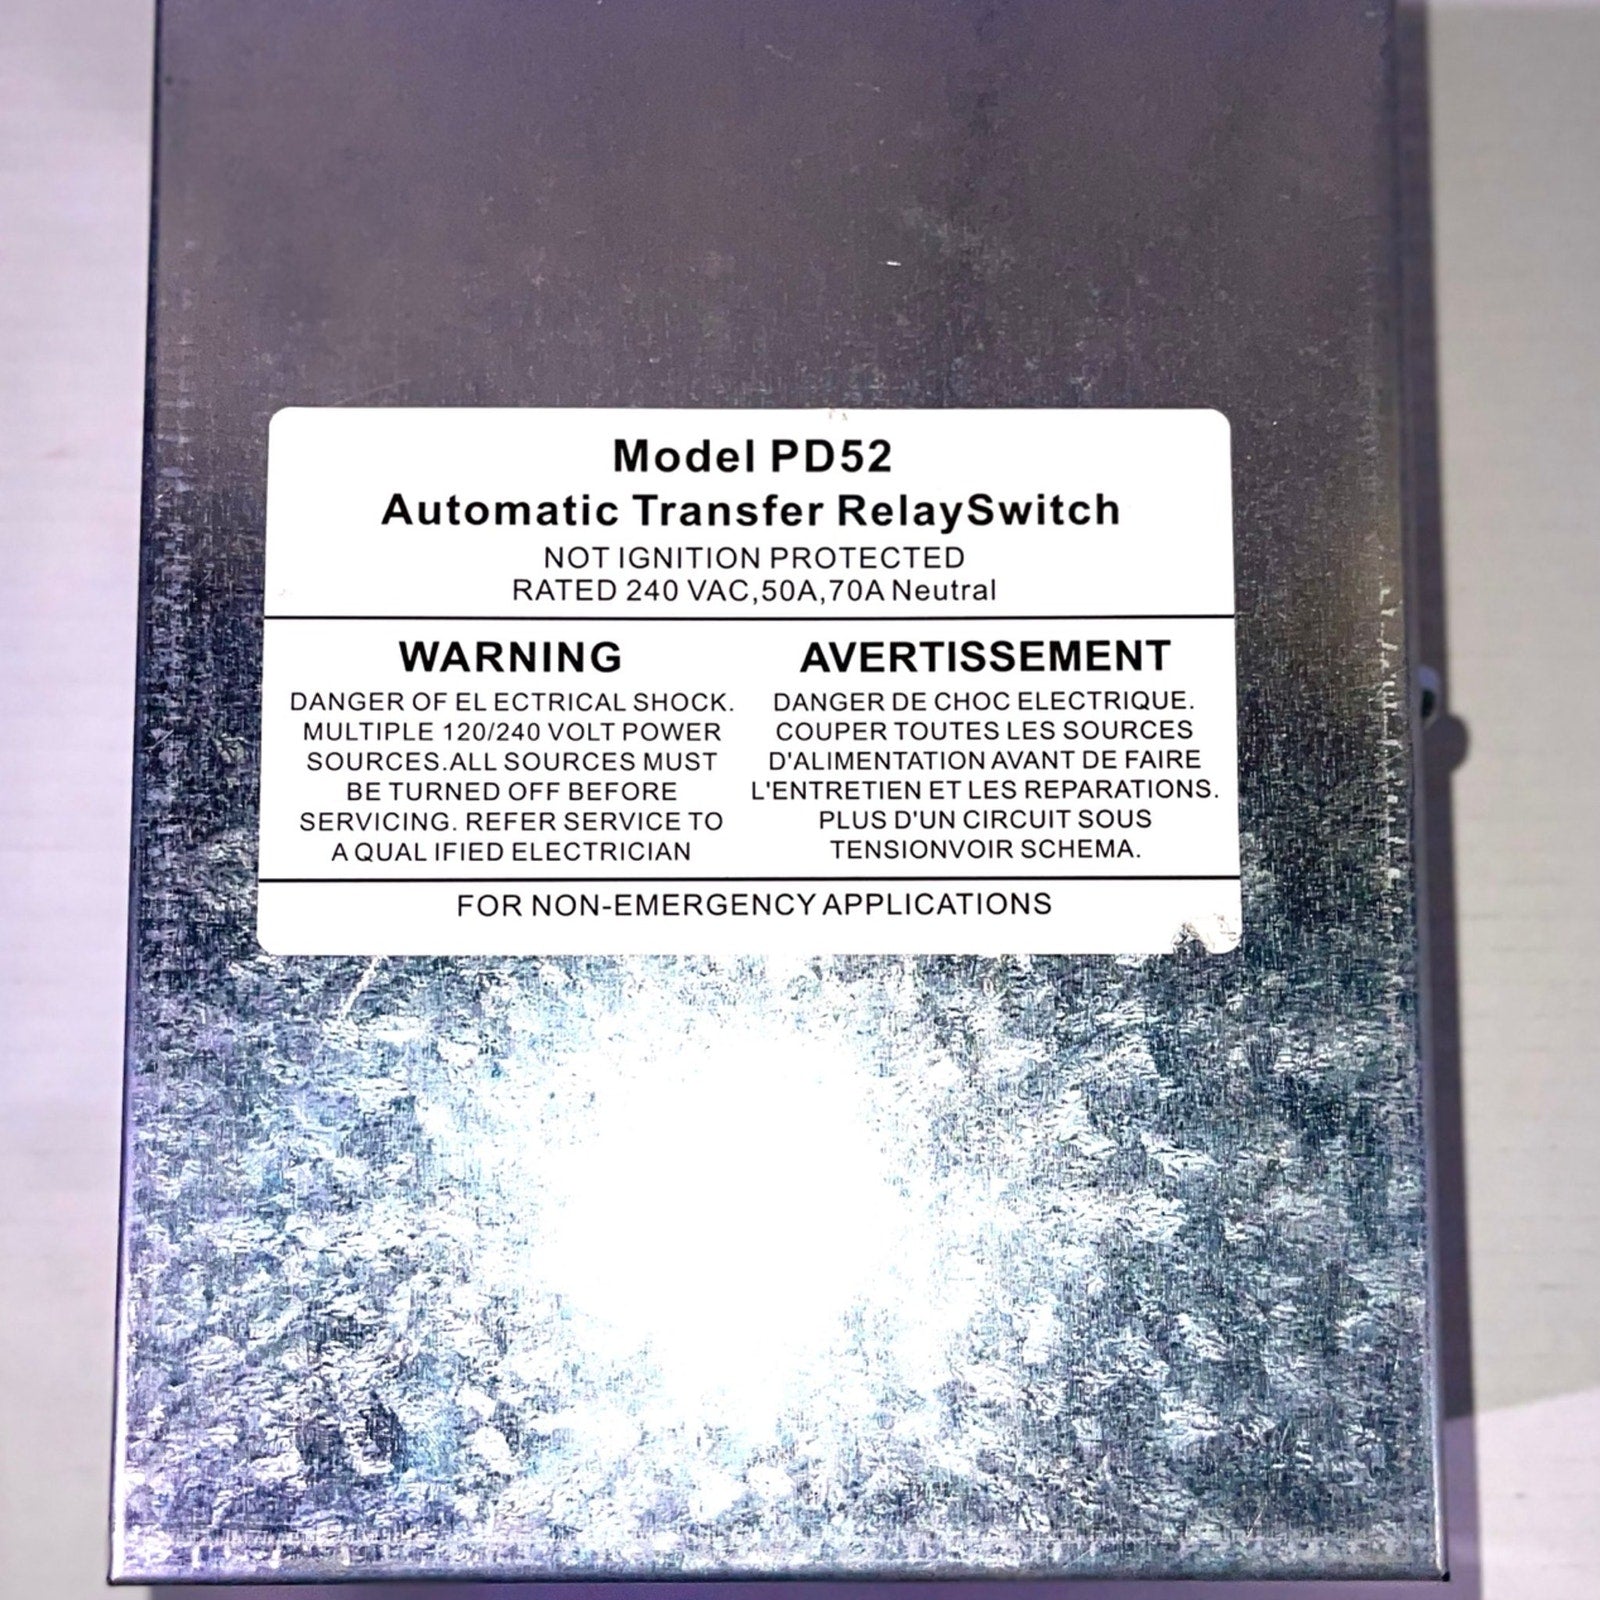 Model PD52
Automatic Transfer RelaySwitch
NOT IGNITION PROTECTED
RATED 240 VAC,50A,70A Neutral
WARNING
DANGER OF EL ECTRICAL SHOCK.
MULTIPLE 120/240 VOLT POWER
SOURCES.ALL SOURCES MUST
BE TURNED OFF BEFORE
SERVICING. REFER SERVICE TO
A QUAL IFIED ELECTRICIAN
AVERTISSEMENT
DANGER DE CHOC ELECTRIQUE.
COUPER TOUTES LES SOURCES
D'ALIMENTATION AVANT DE FAIRE
L'ENTRETIEN ET LES REPARATIONS.
PLUS D'UN CIRCUIT SOUS
TENSIONVOIR SCHEMA.
FOR NON-EMERGENCY APPLICATIONS